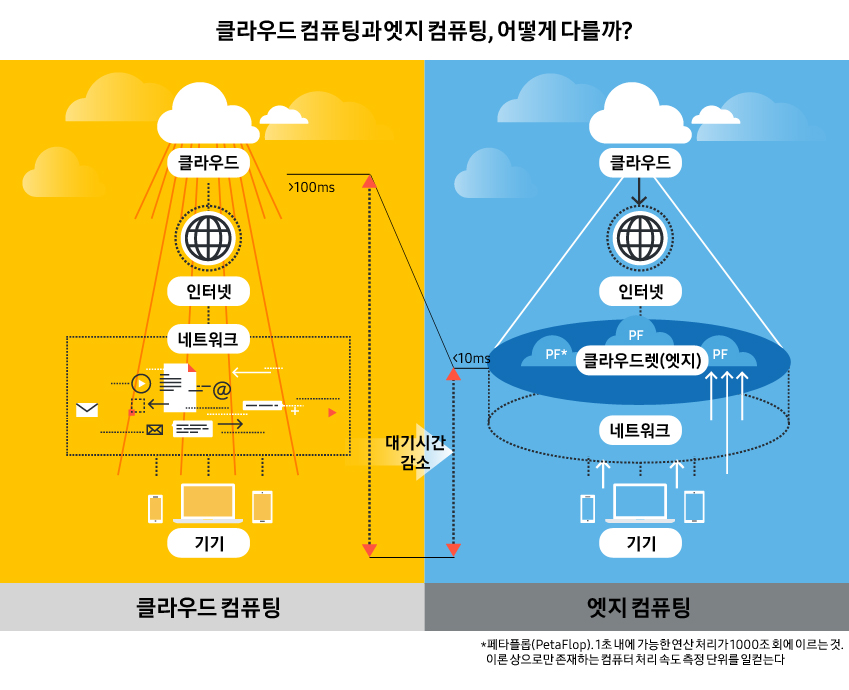 클라우드 컴퓨팅과 엣지 컴퓨팅, 어떻게 다를까?
클라우드
>100ms
인터넷
네트워크
@
기기
대기시간
감소
클라우드
인터넷
<10ms
PF*
PF
PF
클라우드렛(엣지)
네트워크
기기
클라우드 컴퓨팅
엣지 컴퓨팅
*페타플롭(PetaFlop). 1초 내에 가능한 연산 처리가 1000조 회에 이르는 것.
이론 상으로만 존재하는 컴퓨터 처리 속도 측정 단위를 일컫는다